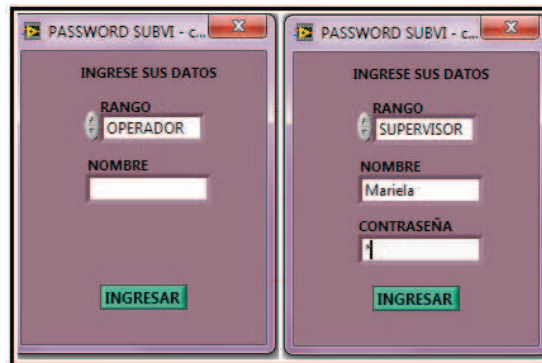 PASSWORD SUBVI - c...
INGRESE SUS DATOS
RANGO
OPERADOR
NOMBRE
INGRESAR
PASSWORD SUBVI - c...
INGRESE SUS DATOS
RANGO
SUPERVISOR
NOMBRE
Mariela
CONTRASEÑA
*
INGRESAR